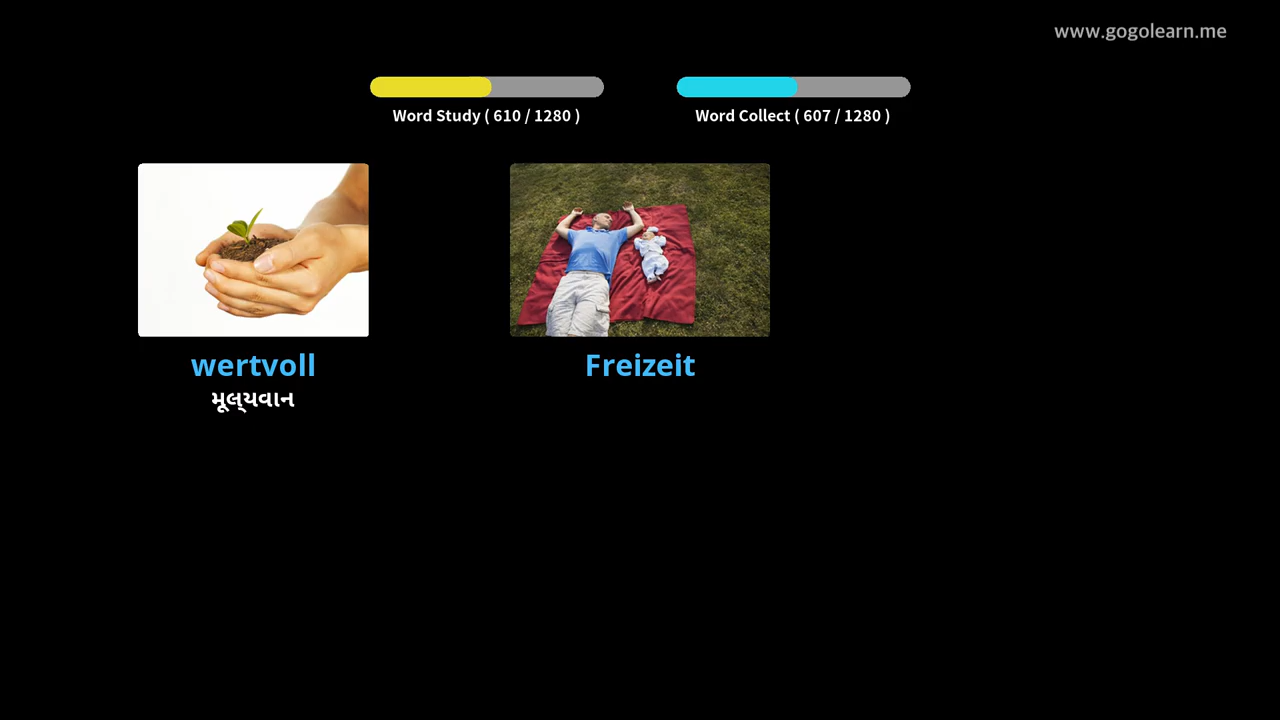 www.gogolearn.me
Word Study ( 610 / 1280 )
Word Collect ( 607 / 1280 )
wertvoll
Freizeit
મૂલ્યવાન